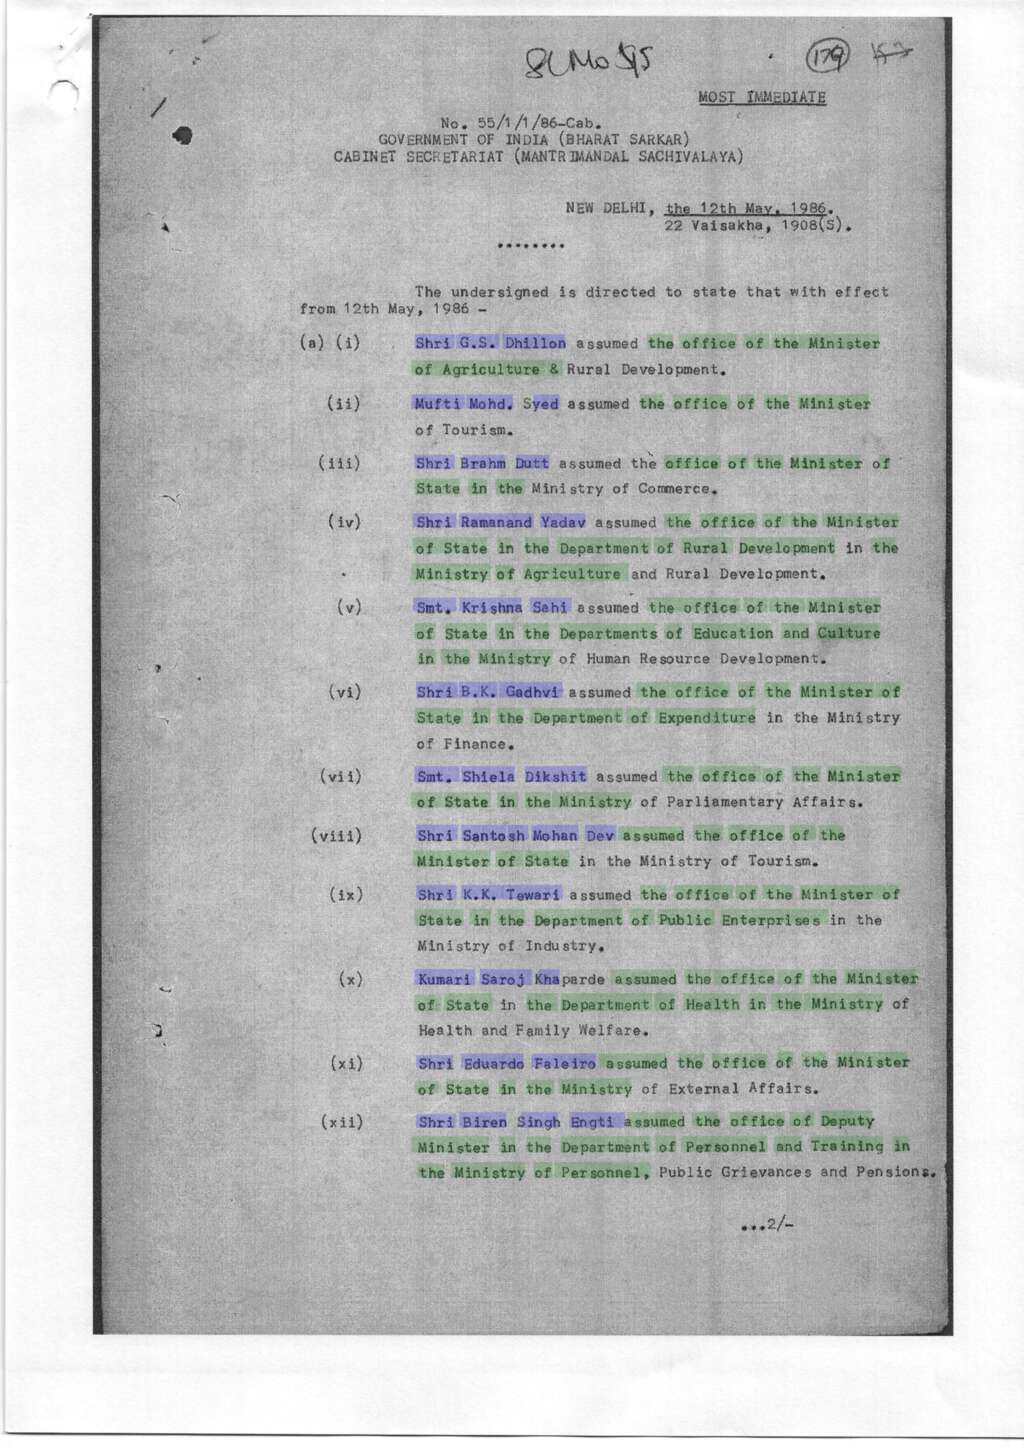 Sl No 95
179
MOST IMMEDIATE
No. 55/1/1/86-Cab.
GOVERNMENT OF INDIA (BHARAT SARKAR)
CABINET SECRETARIAT (MANTRIMANDAL SACHIVALAYA)
NEW DELHI, the 12th May, 1986.
22 Vaisakha, 1908(S).
........
The undersigned is directed to state that with effect
from 12th May, 1986 -
(a) (i) Shri G.S. Dhillon assumed the office of the Minister
of Agriculture & Rural Development.
(ii) Mufti Mohd. Syed assumed the office of the Minister
of Tourism.
(iii) Shri Brahm Dutt assumed the office of the Minister of
State in the Ministry of Commerce.
(iv) Shri Ramanand Yadav assumed the office of the Minister
of State in the Department of Rural Development in the
Ministry of Agriculture and Rural Development.
(v) Smt. Krishna Sahi assumed the office of the Minister
of State in the Departments of Education and Culture
in the Ministry of Human Resource Development.
(vi) Shri B.K. Gadhvi assumed the office of the Minister of
State in the Department of Expenditure in the Ministry
of Finance.
(vii) Smt. Shiela Dikshit assumed the office of the Minister
of State in the Ministry of Parliamentary Affairs.
(viii) Shri Santosh Mohan Dev assumed the office of the
Minister of State in the Ministry of Tourism.
(ix) Shri K.K. Tewari assumed the office of the Minister of
State in the Department of Public Enterprises in the
Ministry of Industry.
(x) Kumari Saroj Khaparde assumed the office of the Minister
of State in the Department of Health in the Ministry of
Health and Family Welfare.
(xi) Shri Eduardo Faleiro assumed the office of the Minister
of State in the Ministry of External Affairs.
(xii) Shri Biren Singh Engti assumed the office of Deputy
Minister in the Department of Personnel and Training in
the Ministry of Personnel, Public Grievances and Pensions.
...2/-